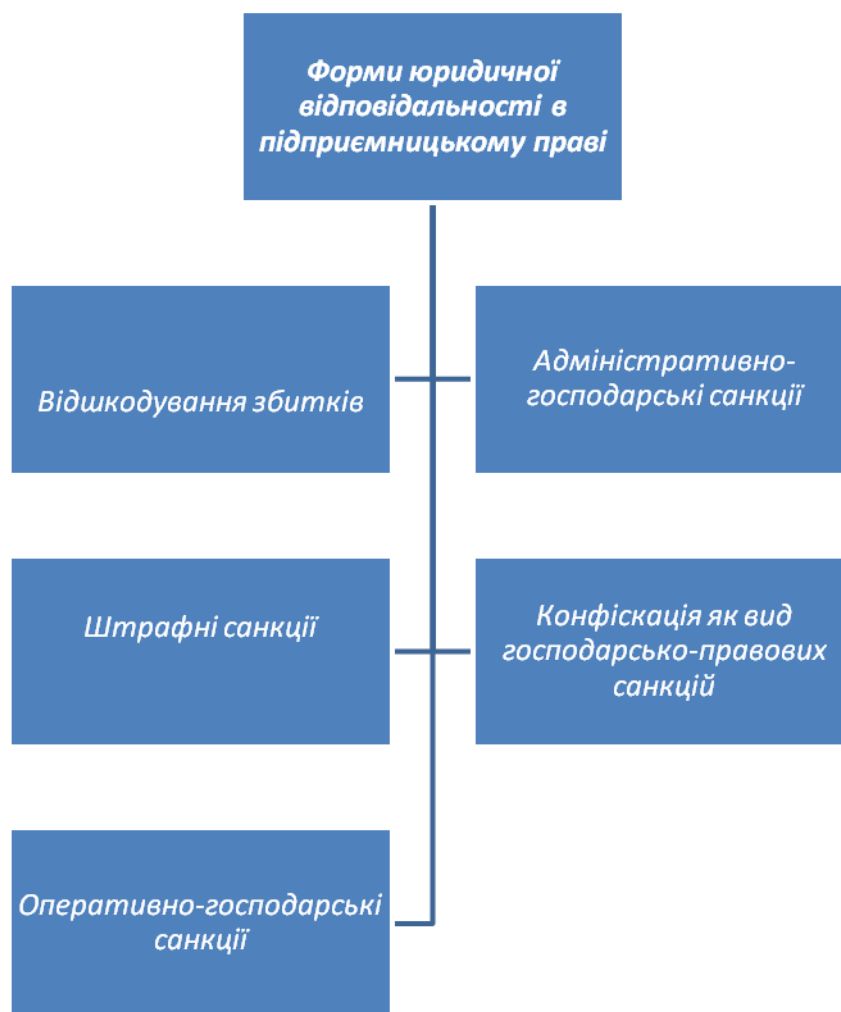 Форми юридичної
відповідальності в
підприємницькому праві
Відшкодування збитків
Адміністративно-
господарські санкції
Штрафні санкції
Конфіскація як вид
господарсько-правових
санкцій
Оперативно-господарські
санкції